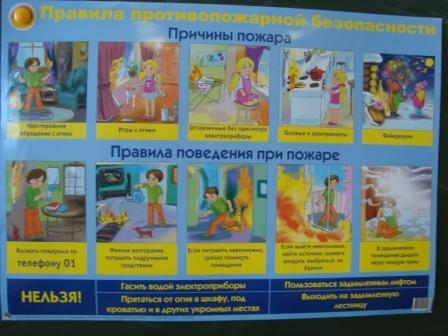 Правила противопожарной безопасности
Причины пожара
Неосторожное
обращение с огнем
Игры с огнем
Оставленные без присмотра
электроприборы
Газовые и электроплиты
Фейерверки
Правила поведения при пожаре
Вызвать пожарных по
телефону 01
Мелкое возгорание
потушить подручными
средствами
Если потушить невозможно,
срочно покинуть
помещение
Если выйти невозможно,
найти источник свежего
воздуха, выбраться на
балкон
В задымленном
помещении дышать
через мокрую ткань
НЕЛЬЗЯ!
Гасить водой электроприборы
Прятаться от огня в шкафу, под
кроватью и в других укромных местах
Пользоваться задымленным лифтом
Выходить на задымленную
лестницу